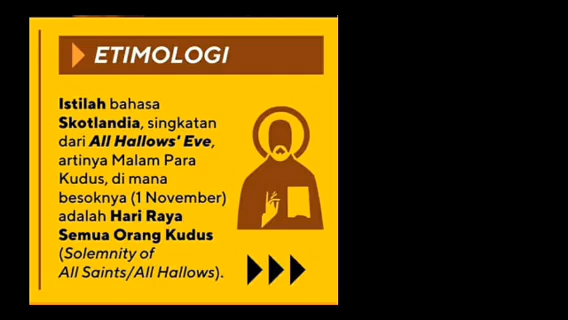 ETIMOLOGI
Istilah bahasa
Skotlandia, singkatan
dari All Hallows' Eve,
artinya Malam Para
Kudus, di mana
besoknya (1 November)
adalah Hari Raya
Semua Orang Kudus
(Solemnity of
All Saints/All Hallows).